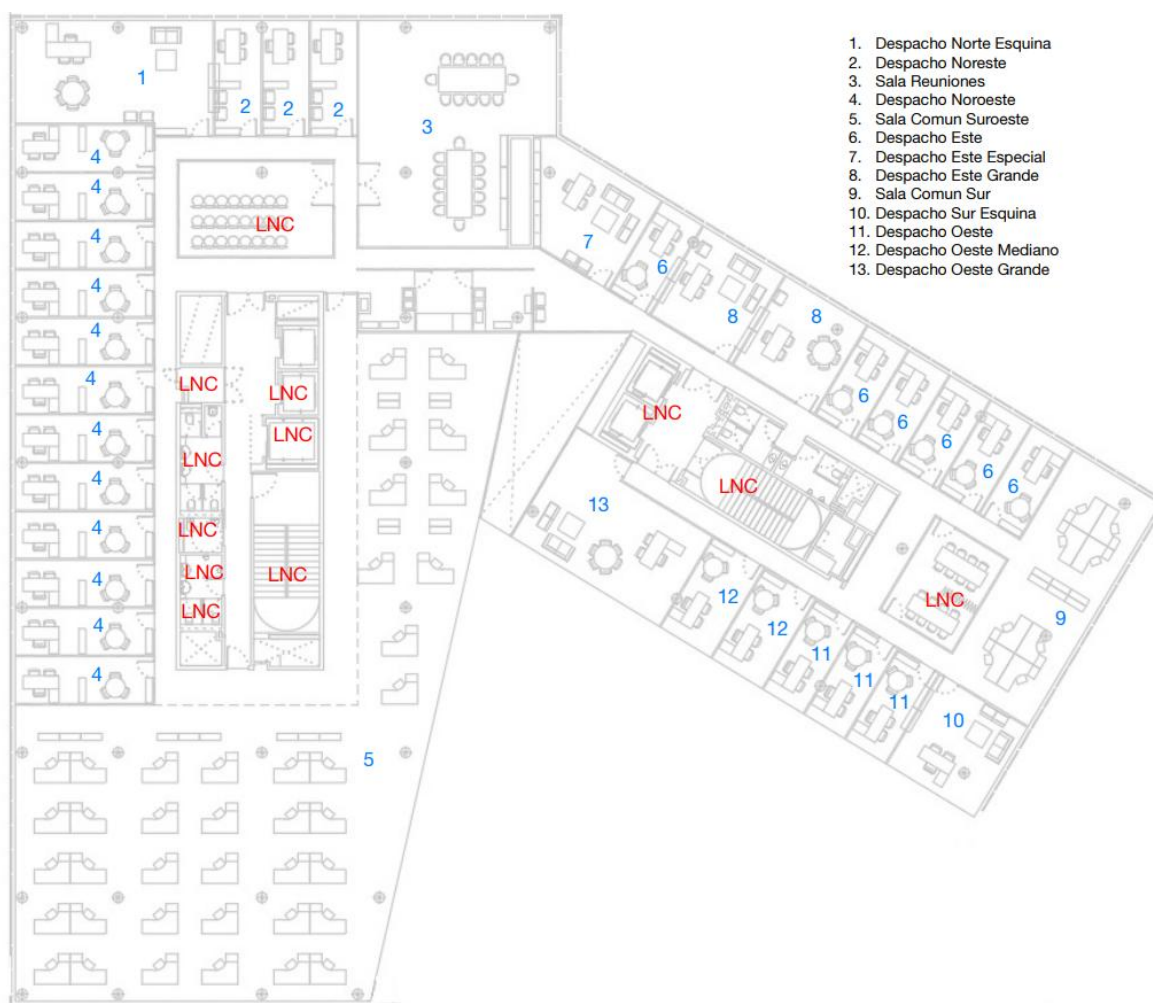 1. Despacho Norte Esquina
2. Despacho Noreste
3. Sala Reuniones
4. Despacho Noroeste
5. Sala Comun Suroeste
6. Despacho Este
7. Despacho Este Especial
8. Despacho Este Grande
9. Sala Comun Sur
10. Despacho Sur Esquina
11. Despacho Oeste
12. Despacho Oeste Mediano
13. Despacho Oeste Grande
1
2
2
2
3
4
4
LNC
4
7
6
4
8
8
4
4
LNC
LNC
LNC
6
4
LNC
6
4
LNC
6
4
LNC
6
6
13
4
LNC
4
LNC
LNC
12
LNC
9
4
LNC
12
4
11
11
11
4
10
5